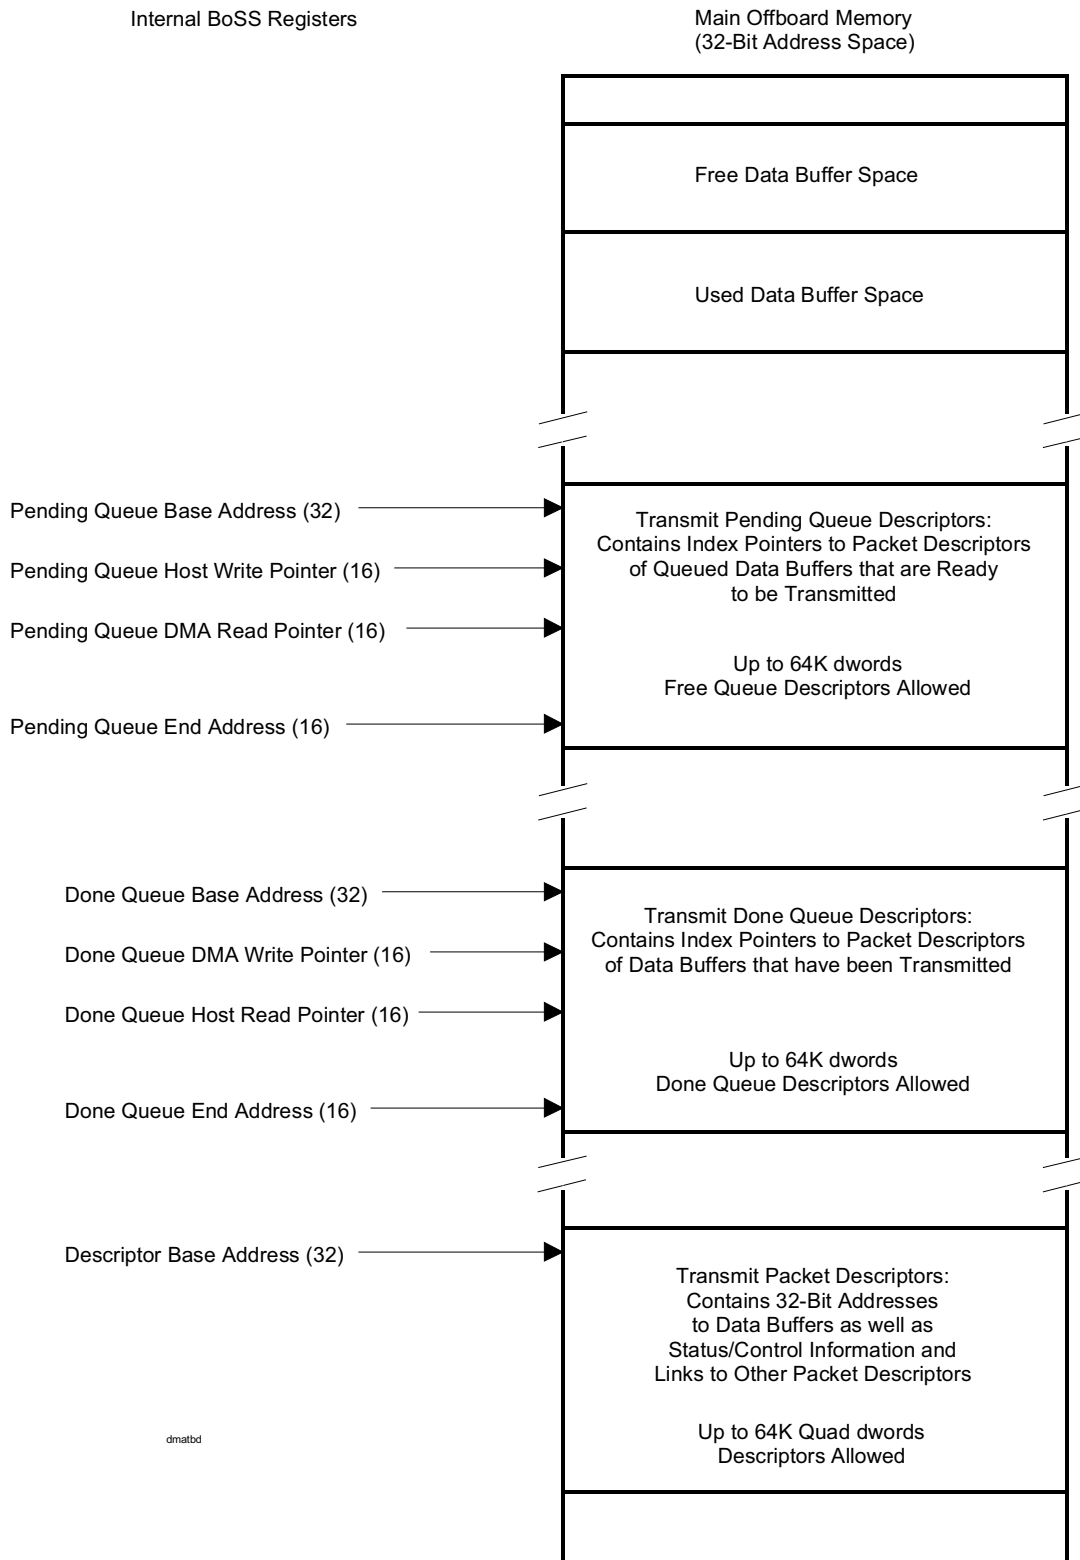 Internal BoSS Registers
Main Offboard Memory
(32-Bit Address Space)
Free Data Buffer Space
Used Data Buffer Space
Pending Queue Base Address (32)
Pending Queue Host Write Pointer (16)
Pending Queue DMA Read Pointer (16)
Pending Queue End Address (16)
Transmit Pending Queue Descriptors:
Contains Index Pointers to Packet Descriptors
of Queued Data Buffers that are Ready
to be Transmitted
Up to 64K dwords
Free Queue Descriptors Allowed
Done Queue Base Address (32)
Done Queue DMA Write Pointer (16)
Done Queue Host Read Pointer (16)
Done Queue End Address (16)
Transmit Done Queue Descriptors:
Contains Index Pointers to Packet Descriptors
of Data Buffers that have been Transmitted
Up to 64K dwords
Done Queue Descriptors Allowed
Descriptor Base Address (32)
Transmit Packet Descriptors:
Contains 32-Bit Addresses
to Data Buffers as well as
Status/Control Information and
Links to Other Packet Descriptors
Up to 64K Quad dwords
Descriptors Allowed
dmatbd